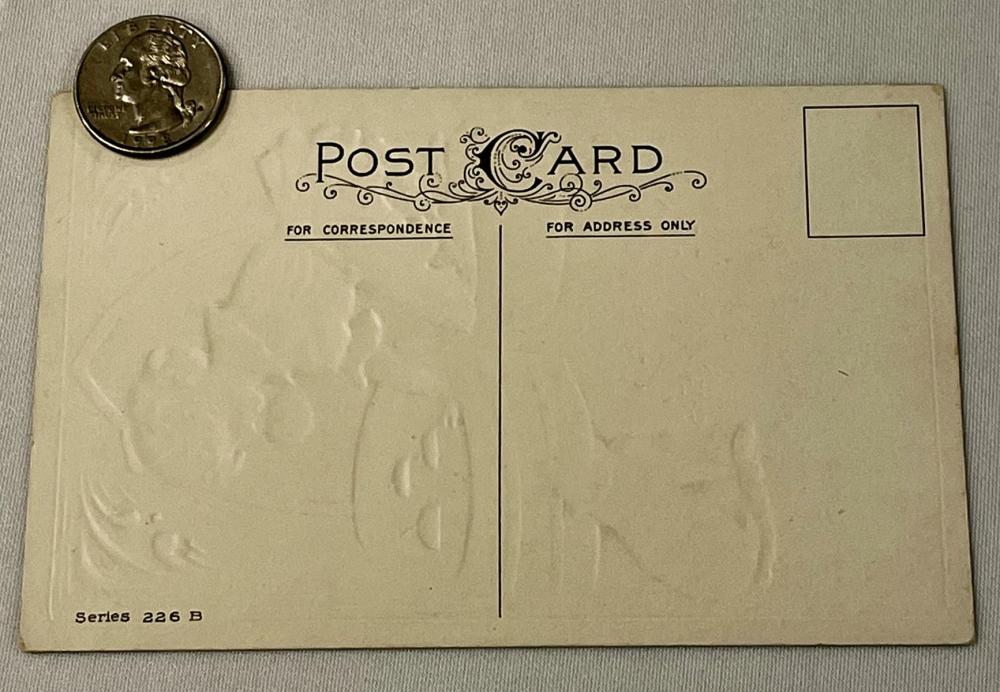 LIBERTY
POST CARD
FOR CORRESPONDENCE
FOR ADDRESS ONLY
Series 226 B